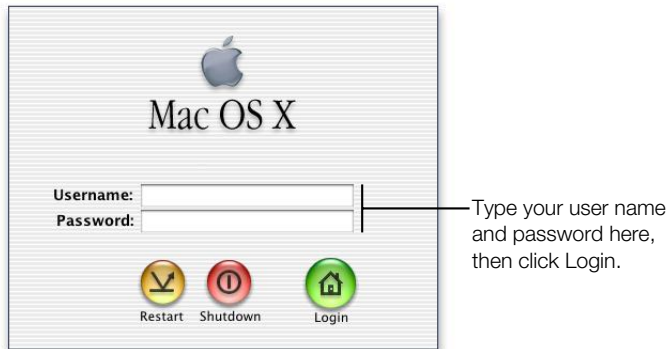 Mac OS X
Username:
Password:
Type your user name
and password here,
then click Login.
Restart Shutdown Login